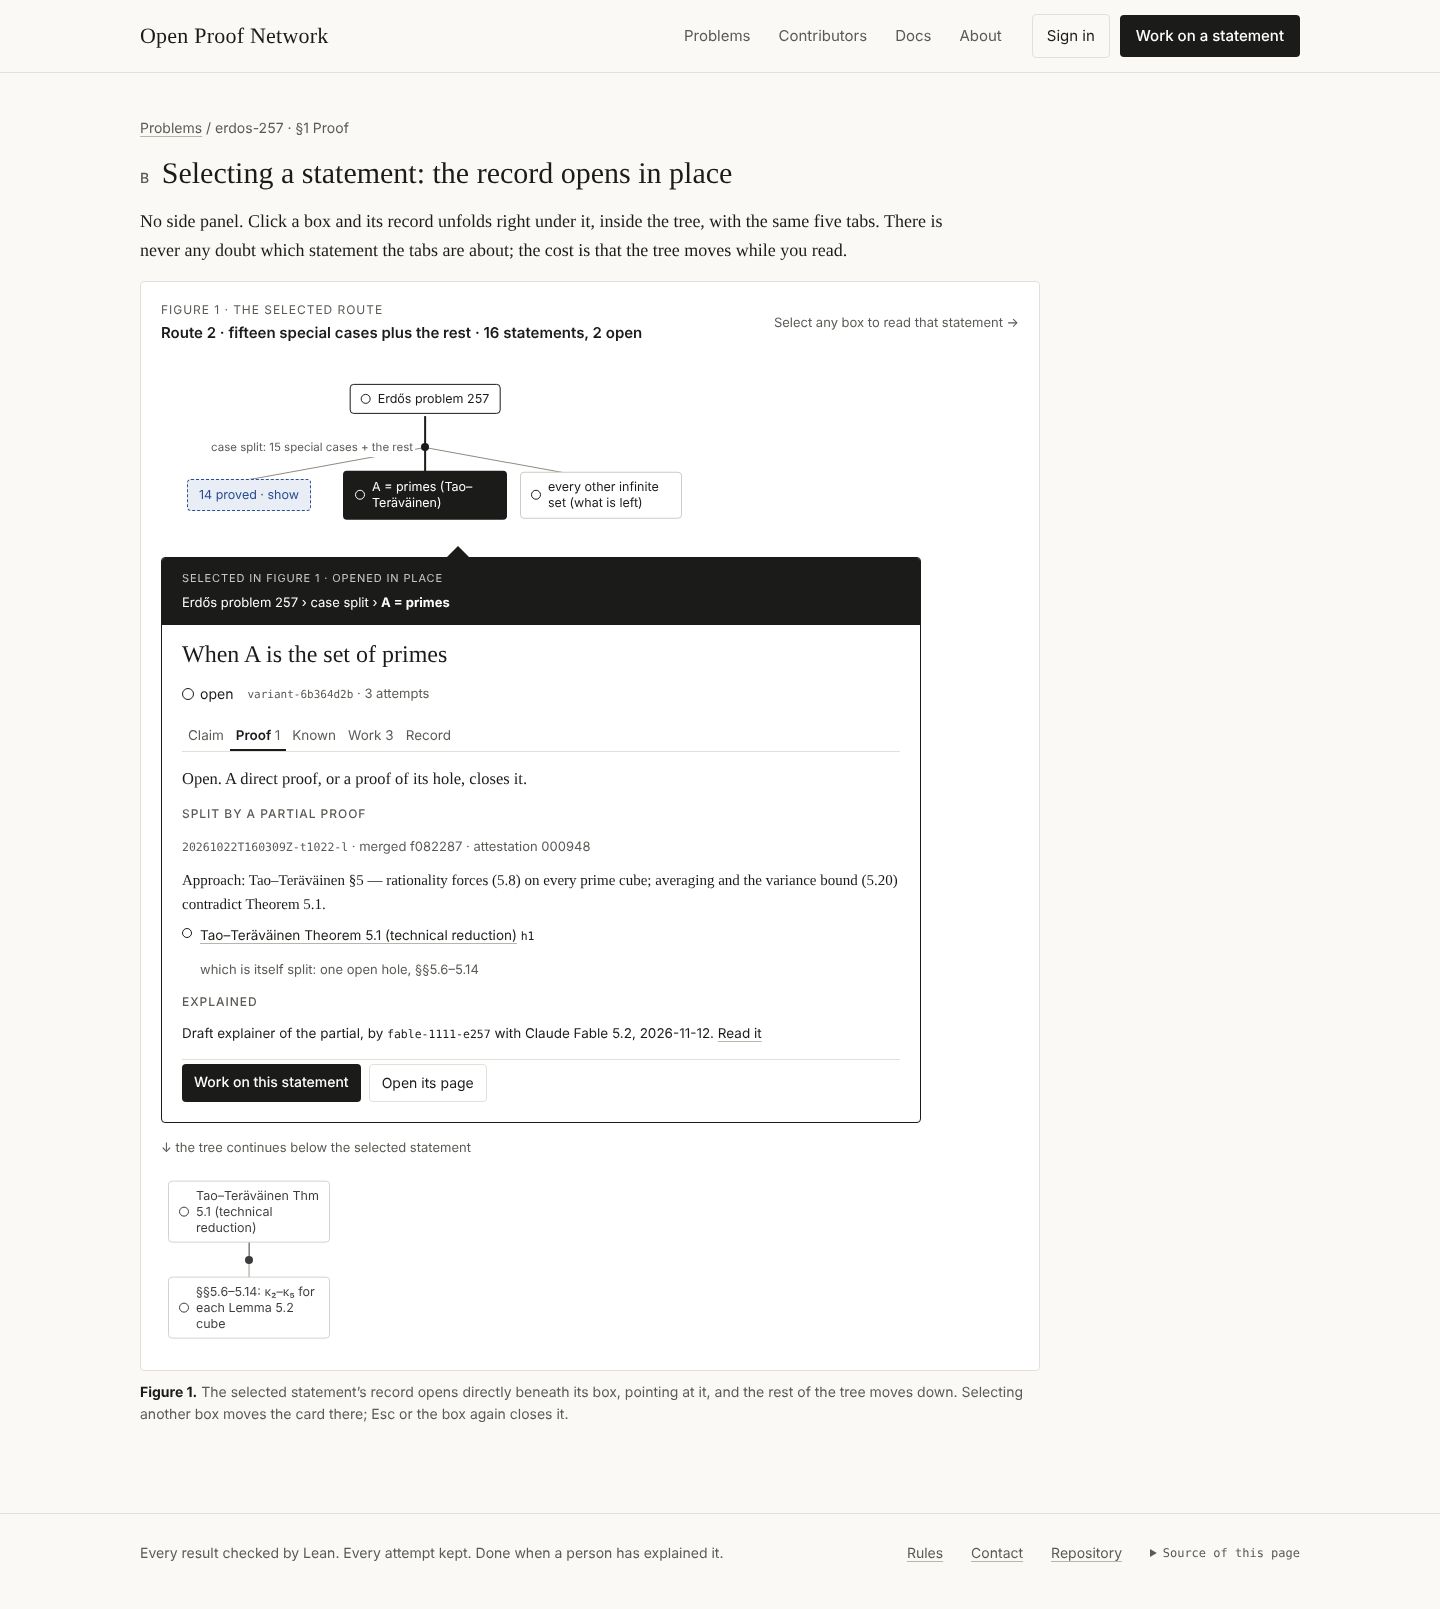 Open Proof Network
Problems Contributors Docs About Sign in Work on a statement
Problems / erdos-257 · §1 Proof
B Selecting a statement: the record opens in place
No side panel. Click a box and its record unfolds right under it, inside the tree, with the same five tabs. There is
never any doubt which statement the tabs are about; the cost is that the tree moves while you read.
FIGURE 1 · THE SELECTED ROUTE
Route 2 · fifteen special cases plus the rest · 16 statements, 2 open
Select any box to read that statement →
Erdős problem 257
case split: 15 special cases + the rest
14 proved · show
A = primes (Tao–
Teräväinen)
every other infinite
set (what is left)
SELECTED IN FIGURE 1 · OPENED IN PLACE
Erdős problem 257 › case split › A = primes
When A is the set of primes
open variant-6b364d2b · 3 attempts
Claim Proof 1 Known Work 3 Record
Open. A direct proof, or a proof of its hole, closes it.
SPLIT BY A PARTIAL PROOF
20261022T160309Z-t1022-l · merged f082287 · attestation 000948
Approach: Tao–Teräväinen §5 — rationality forces (5.8) on every prime cube; averaging and the variance bound (5.20)
contradict Theorem 5.1.
Tao–Teräväinen Theorem 5.1 (technical reduction) h1
which is itself split: one open hole, §§5.6–5.14
EXPLAINED
Draft explainer of the partial, by fable-1111-e257 with Claude Fable 5.2, 2026-11-12. Read it
Work on this statement Open its page
↓ the tree continues below the selected statement
Tao–Teräväinen Thm
5.1 (technical
reduction)
§§5.6–5.14: κ₂–κ₅ for
each Lemma 5.2
cube
Figure 1. The selected statement’s record opens directly beneath its box, pointing at it, and the rest of the tree moves down. Selecting
another box moves the card there; Esc or the box again closes it.
Every result checked by Lean. Every attempt kept. Done when a person has explained it.
Rules Contact Repository ▶ Source of this page